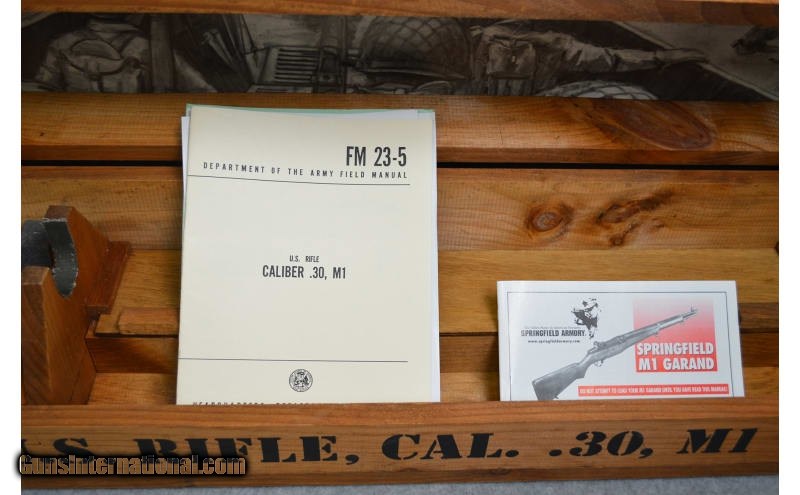 FM 23-5
DEPARTMENT OF THE ARMY FIELD MANUAL
U.S. RIFLE
CALIBER .30, M1
SPRINGFIELD ARMORY
www.springfieldarmory.com
SPRINGFIELD
M1 GARAND
DO NOT ATTEMPT TO LOAD YOUR M1 GARAND UNTIL YOU HAVE READ THIS MANUAL!
U.S. RIFLE, CAL. .30, M1
GunsInternational.com